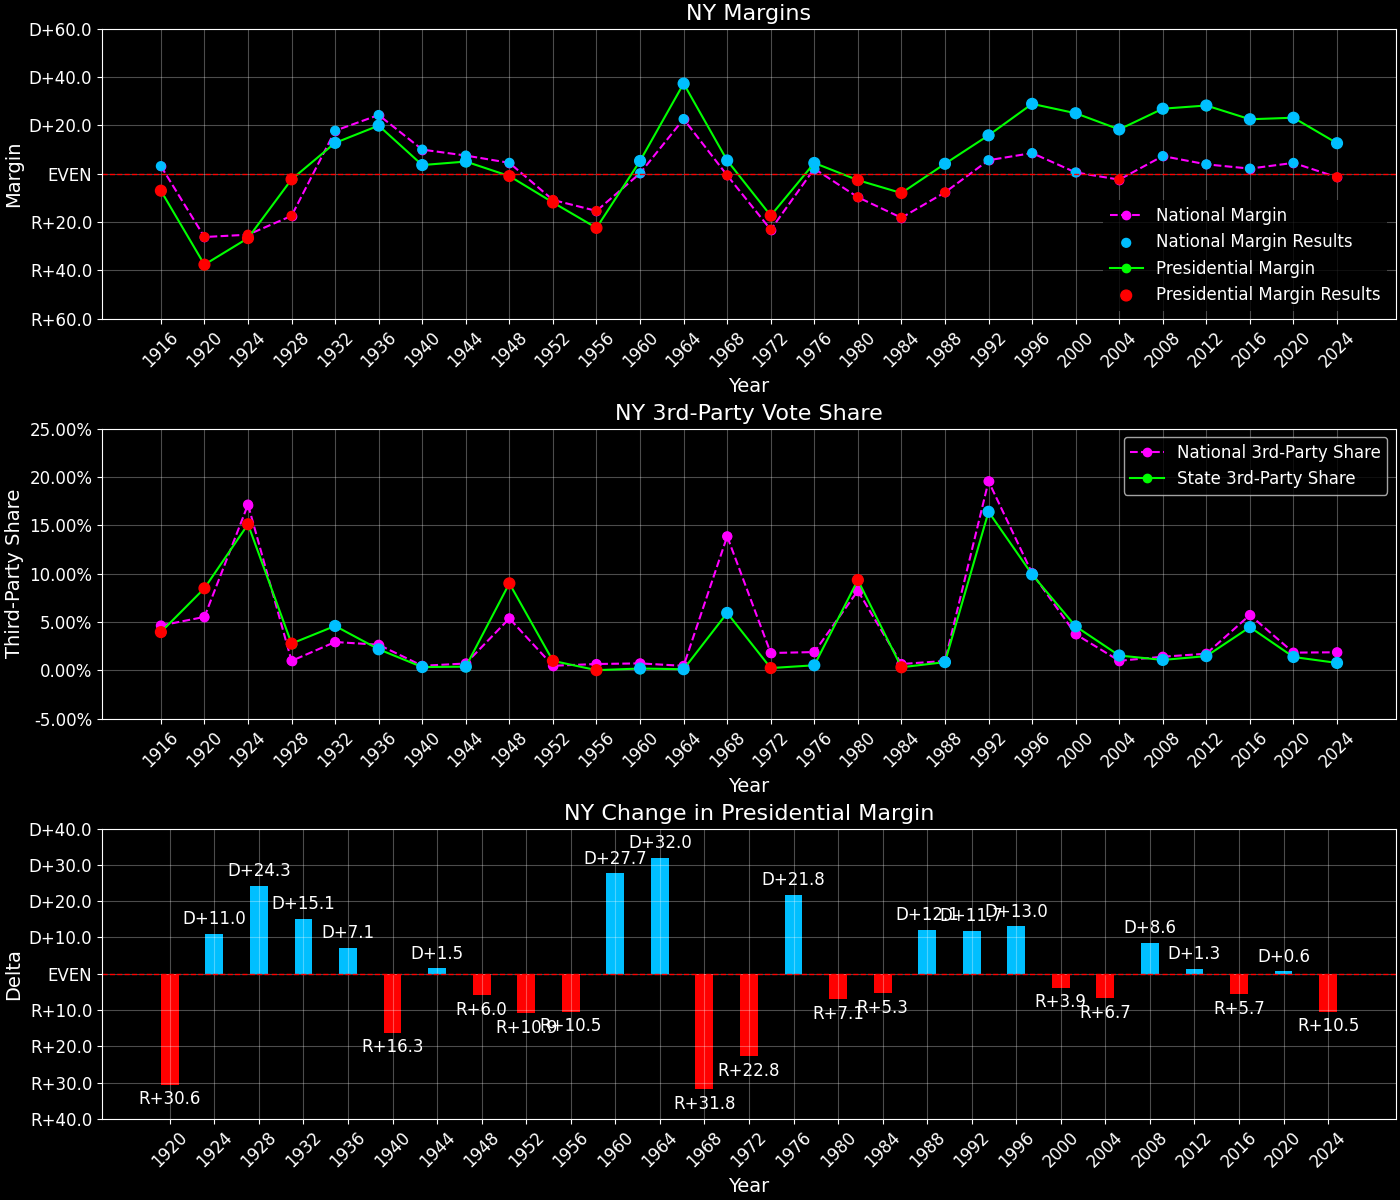 NY Margins
D+60.0
D+40.0
D+20.0
EVEN
R+20.0
R+40.0
R+60.0
Margin
National Margin
National Margin Results
Presidential Margin
Presidential Margin Results
1916 1920 1924 1928 1932 1936 1940 1944 1948 1952 1956 1960 1964 1968 1972 1976 1980 1984 1988 1992 1996 2000 2004 2008 2012 2016 2020 2024
Year
NY 3rd-Party Vote Share
25.00%
20.00%
15.00%
10.00%
5.00%
0.00%
-5.00%
Third-Party Share
National 3rd-Party Share
State 3rd-Party Share
1916 1920 1924 1928 1932 1936 1940 1944 1948 1952 1956 1960 1964 1968 1972 1976 1980 1984 1988 1992 1996 2000 2004 2008 2012 2016 2020 2024
Year
NY Change in Presidential Margin
D+40.0
D+30.0
D+20.0
D+10.0
EVEN
R+10.0
R+20.0
R+30.0
R+40.0
Delta
R+30.6
D+11.0
D+24.3
D+15.1
D+7.1
R+16.3
D+1.5
R+6.0
R+10.9
R+10.5
D+27.7
D+32.0
R+31.8
R+22.8
D+21.8
R+7.1
R+5.3
D+12.1
D+11.7
D+13.0
R+3.9
R+6.7
D+8.6
D+1.3
R+5.7
D+0.6
R+10.5
1920 1924 1928 1932 1936 1940 1944 1948 1952 1956 1960 1964 1968 1972 1976 1980 1984 1988 1992 1996 2000 2004 2008 2012 2016 2020 2024
Year